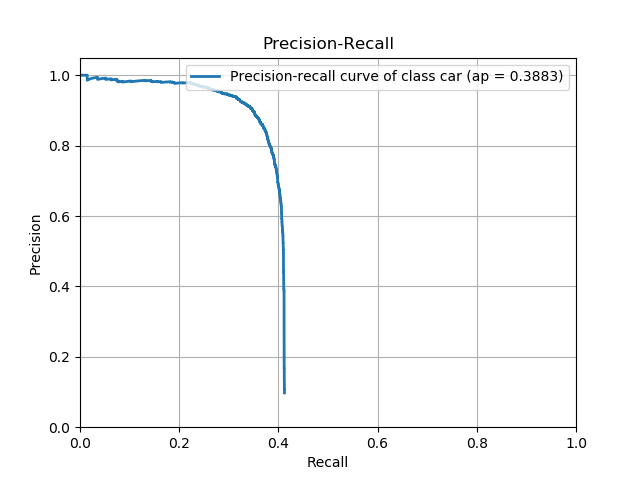 Precision-Recall
Precision-recall curve of class car (ap = 0.3883)
1.0
0.8
0.6
0.4
0.2
0.0
Precision
0.0 0.2 0.4 0.6 0.8 1.0
Recall